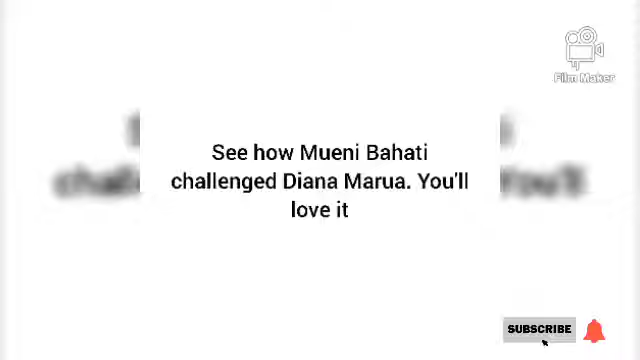 Film Maker
See how Mueni Bahati
challenged Diana Marua. You'll
love it
SUBSCRIBE